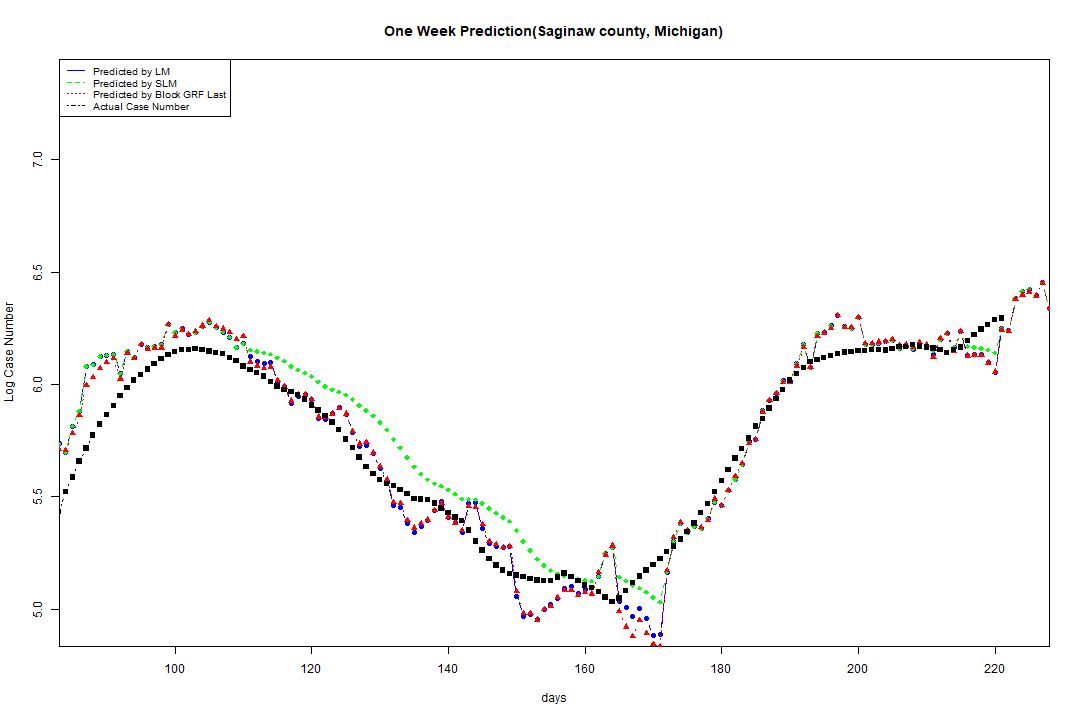 One Week Prediction(Saginaw county, Michigan)
Predicted by LM
Predicted by SLM
Predicted by Block GRF Last
Actual Case Number
Log Case Number
7.0
6.5
6.0
5.5
5.0
100 120 140 160 180 200 220
days